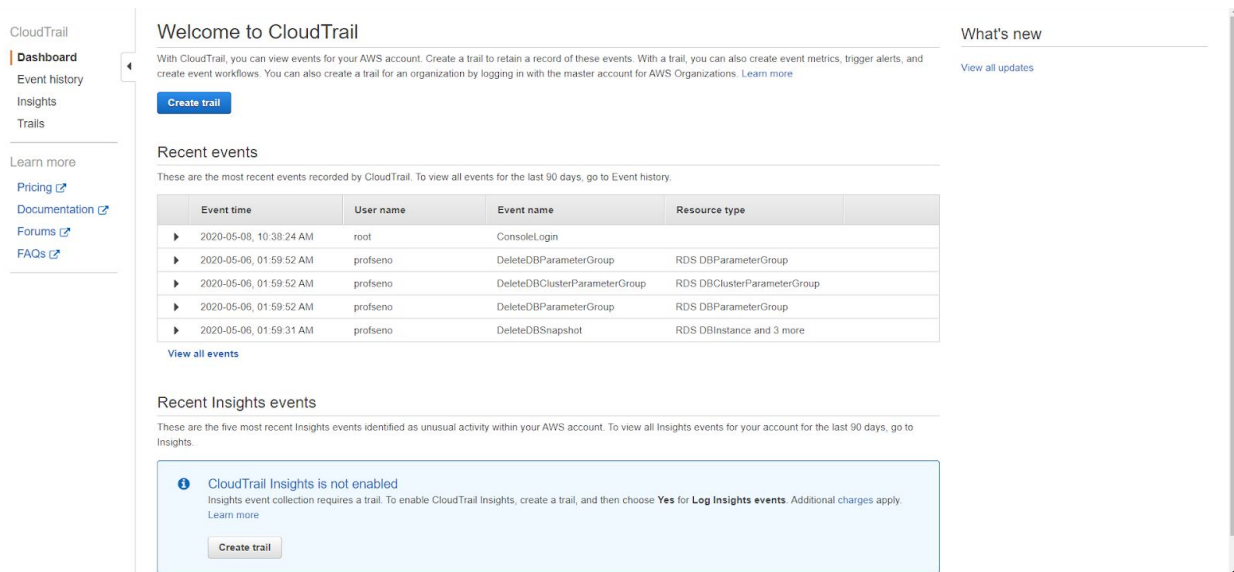 CloudTrail
Dashboard
Event history
Insights
Trails
Learn more
Pricing
Documentation
Forums
FAQs
Welcome to CloudTrail
With CloudTrail, you can view events for your AWS account. Create a trail to retain a record of these events. With a trail, you can also create event metrics, trigger alerts, and
create event workflows. You can also create a trail for an organization by logging in with the master account for AWS Organizations. Learn more
Create trail
Recent events
These are the most recent events recorded by CloudTrail. To view all events for the last 90 days, go to Event history.
Event time User name Event name Resource type
2020-05-08, 10:38:24 AM root ConsoleLogin
2020-05-06, 01:59:52 AM profseno DeleteDBParameterGroup RDS DBParameterGroup
2020-05-06, 01:59:52 AM profseno DeleteDBClusterParameterGroup RDS DBClusterParameterGroup
2020-05-06, 01:59:52 AM profseno DeleteDBParameterGroup RDS DBParameterGroup
2020-05-06, 01:59:31 AM profseno DeleteDBSnapshot RDS DBInstance and 3 more
View all events
Recent Insights events
These are the five most recent Insights events identified as unusual activity within your AWS account. To view all Insights events for your account for the last 90 days, go to
Insights.
CloudTrail Insights is not enabled
Insights event collection requires a trail. To enable CloudTrail Insights, create a trail, and then choose Yes for Log Insights events. Additional charges apply.
Learn more
Create trail
What's new
View all updates